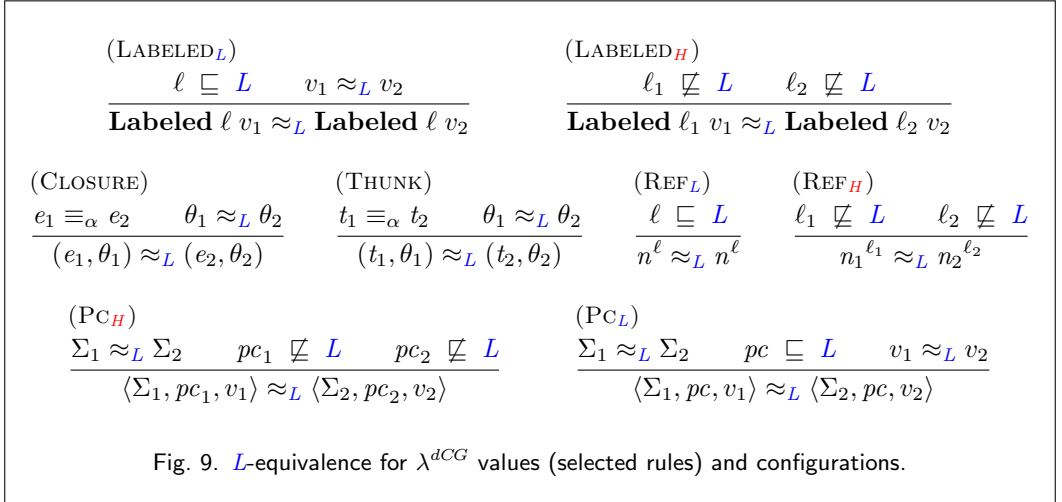 (LABELED_L) (LABELED_H)
ℓ ⊑ L v₁ ≈_L v₂ ℓ₁ ⋢ L ℓ₂ ⋢ L
Labeled ℓ v₁ ≈_L Labeled ℓ v₂ Labeled ℓ₁ v₁ ≈_L Labeled ℓ₂ v₂
(CLOSURE) (THUNK) (REF_L) (REF_H)
e₁ ≡_α e₂ θ₁ ≈_L θ₂ t₁ ≡_α t₂ θ₁ ≈_L θ₂ ℓ ⊑ L ℓ₁ ⋢ L ℓ₂ ⋢ L
(e₁, θ₁) ≈_L (e₂, θ₂) (t₁, θ₁) ≈_L (t₂, θ₂) n^ℓ ≈_L n^ℓ n₁^ℓ₁ ≈_L n₂^ℓ₂
(PC_H) (PC_L)
Σ₁ ≈_L Σ₂ pc₁ ⋢ L pc₂ ⋢ L Σ₁ ≈_L Σ₂ pc ⊑ L v₁ ≈_L v₂
⟨Σ₁, pc₁, v₁⟩ ≈_L ⟨Σ₂, pc₂, v₂⟩ ⟨Σ₁, pc, v₁⟩ ≈_L ⟨Σ₂, pc, v₂⟩
Fig. 9. L-equivalence for λ^dCG values (selected rules) and configurations.